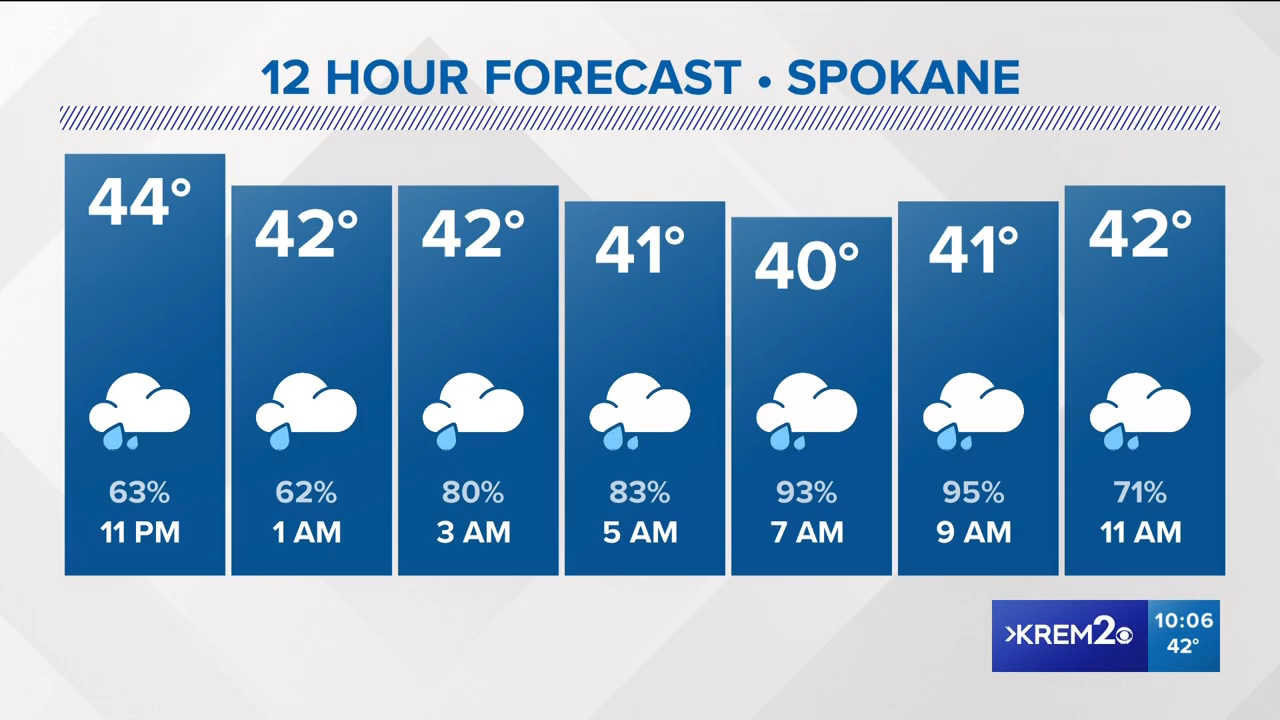 12 HOUR FORECAST • SPOKANE
44° 42° 42° 41° 40° 41° 42°
63% 62% 80% 83% 93% 95% 71%
11 PM 1 AM 3 AM 5 AM 7 AM 9 AM 11 AM
KREM2 10:06
42°